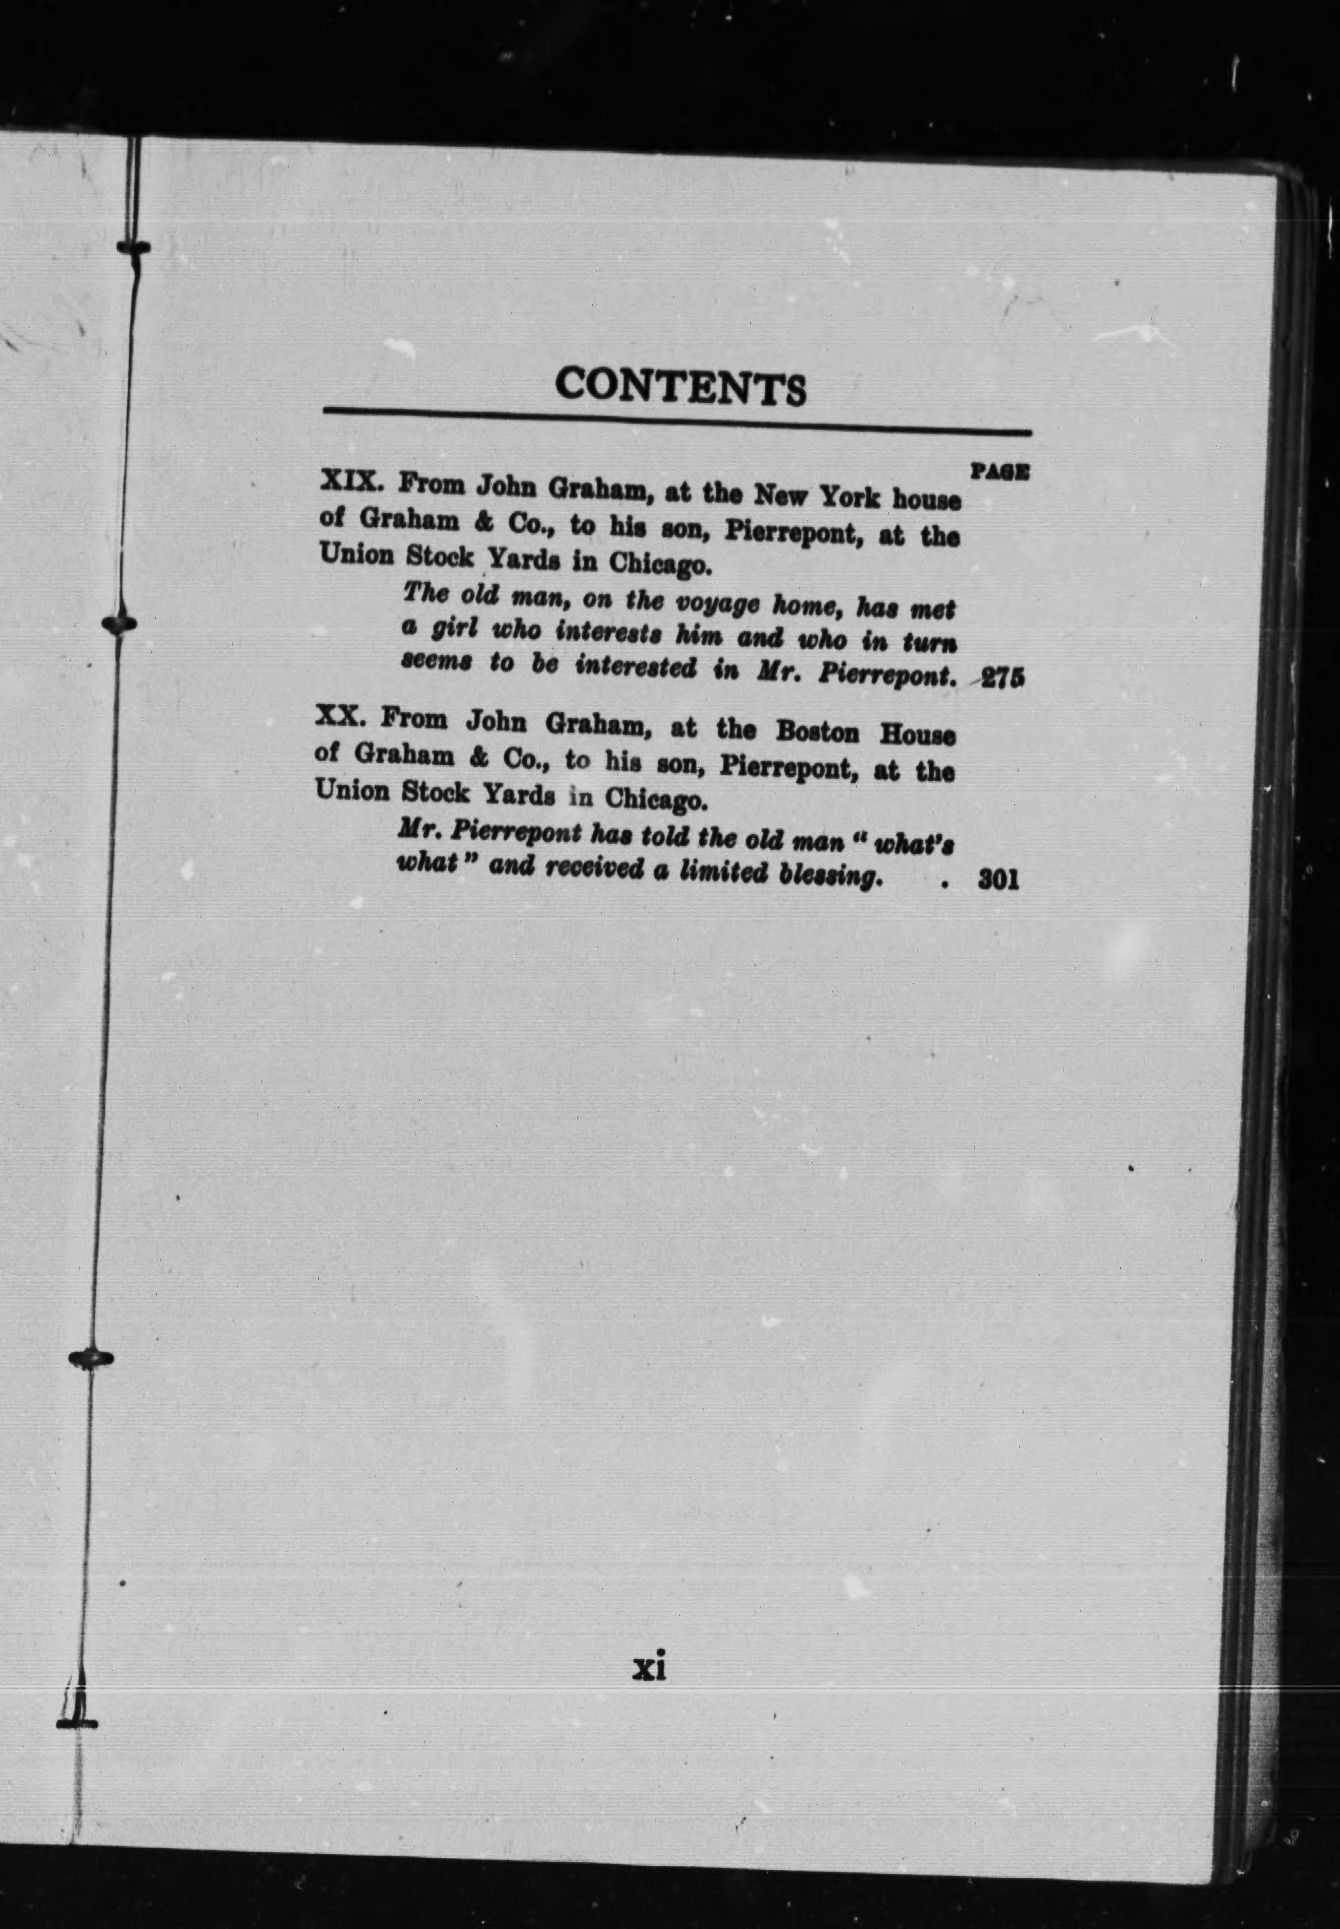 CONTENTS
PAGE
XIX. From John Graham, at the New York house
of Graham & Co., to his son, Pierrepont, at the
Union Stock Yards in Chicago.
The old man, on the voyage home, has met
a girl who interests him and who in turn
seems to be interested in Mr. Pierrepont. 275
XX. From John Graham, at the Boston House
of Graham & Co., to his son, Pierrepont, at the
Union Stock Yards in Chicago.
Mr. Pierrepont has told the old man “ what’s
what ” and received a limited blessing. . 301
xi